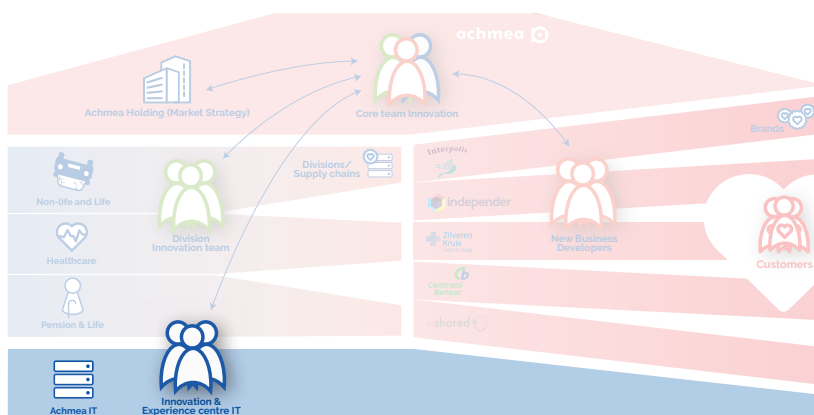 achmea
Achmea Holding (Market Strategy)
Core team Innovation
Brands
Interpolis
Divisions/
Supply chains
Non-life and Life
independer
Division
Innovation team
Zilveren
Kruis
New Business
Developers
Healthcare
Customers
Centraal
Beheer
Pension & Life
inshared
Innovation &
Experience centre IT
Achmea IT